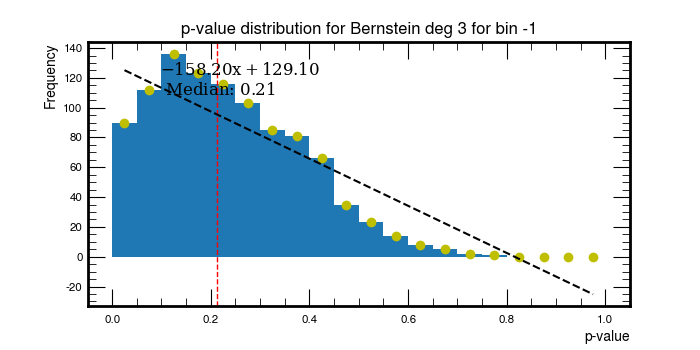 p-value distribution for Bernstein deg 3 for bin -1
Frequency
140
120
100
80
60
40
20
0
-20
−158.20x + 129.10
Median: 0.21
0.0 0.2 0.4 0.6 0.8 1.0
p-value